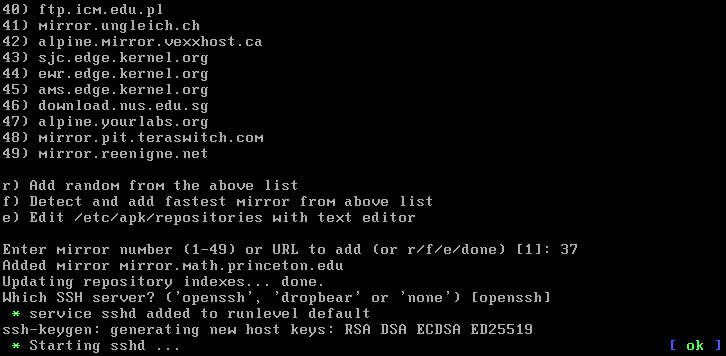 40) ftp.icm.edu.pl
41) mirror.ungleich.ch
42) alpine.mirror.vexxhost.ca
43) sjc.edge.kernel.org
44) ewr.edge.kernel.org
45) ams.edge.kernel.org
46) download.nus.edu.sg
47) alpine.yourlabs.org
48) mirror.pit.teraswitch.com
49) mirror.reenigne.net
r) Add random from the above list
f) Detect and add fastest mirror from above list
e) Edit /etc/apk/repositories with text editor
Enter mirror number (1-49) or URL to add (or r/f/e/done) [1]: 37
Added mirror mirror.math.princeton.edu
Updating repository indexes... done.
Which SSH server? ('openssh', 'dropbear' or 'none') [openssh]
* service sshd added to runlevel default
ssh-keygen: generating new host keys: RSA DSA ECDSA ED25519
* Starting sshd ... [ ok ]